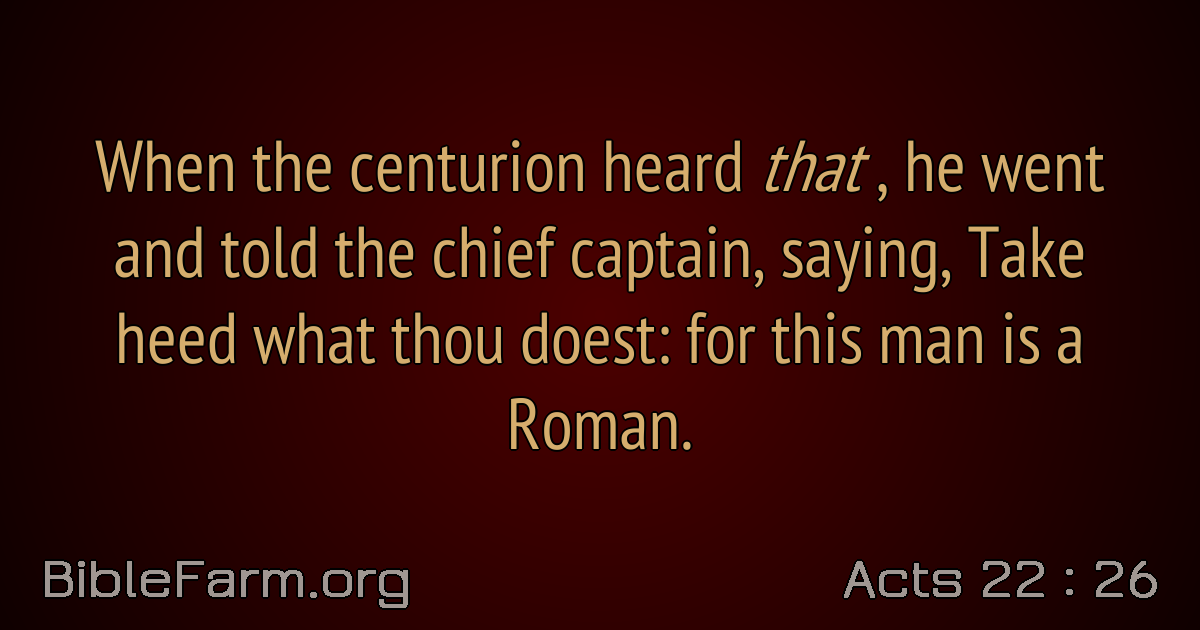 When the centurion heard that , he went
and told the chief captain, saying, Take
heed what thou doest: for this man is a
Roman.
BibleFarm.org
Acts 22 : 26